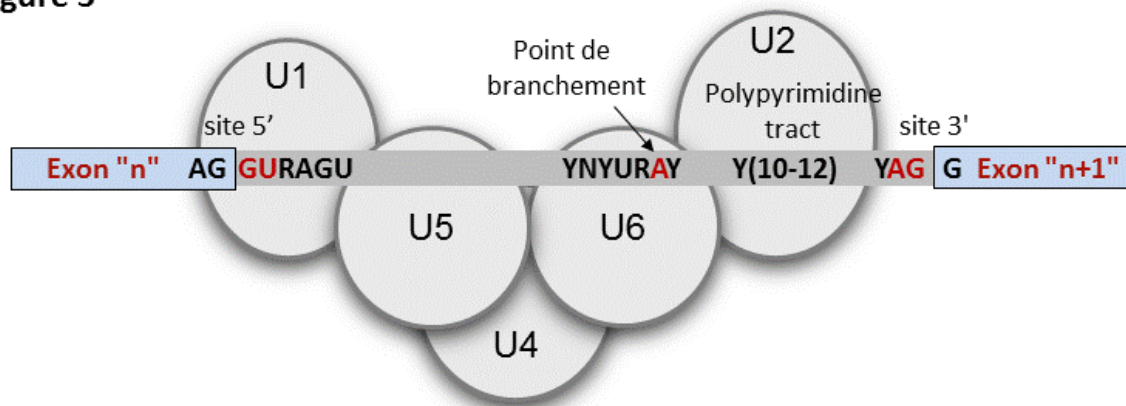 gure 5
U1
U2
Point de
branchement
Polypyrimidine
tract
site 5’
site 3'
Exon "n" AG GURAGU YNYURAY Y(10-12) YAG G Exon "n+1"
U5
U6
U4